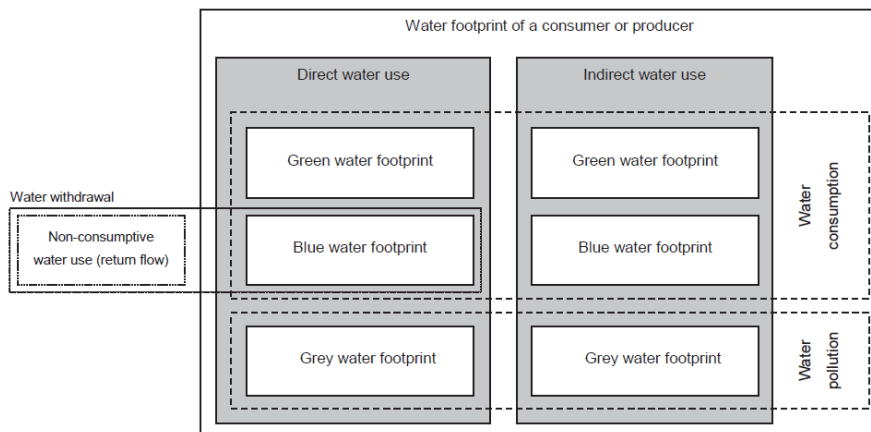 Water footprint of a consumer or producer
Direct water use
Indirect water use
Green water footprint
Green water footprint
Water withdrawal
Non-consumptive
water use (return flow)
Blue water footprint
Blue water footprint
Water
consumption
Grey water footprint
Grey water footprint
Water
pollution